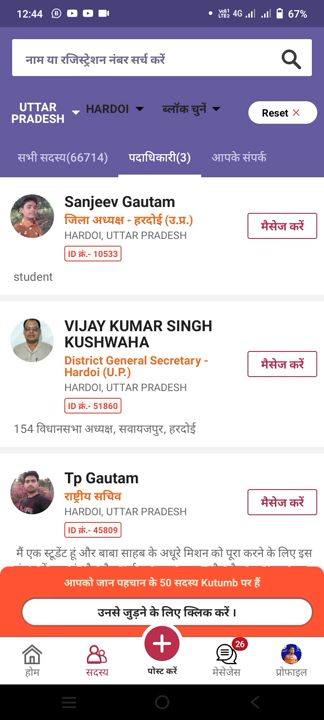 12:44
4G
67%
नाम या रजिस्ट्रेशन नंबर सर्च करें
UTTAR PRADESH
HARDOI
ब्लॉक चुनें
Reset ✕
सभी सदस्य(66714)
पदाधिकारी(3)
आपके संपर्क
Sanjeev Gautam
जिला अध्यक्ष - हरदोई (उ.प्र.)
HARDOI, UTTAR PRADESH
ID क्रं.- 10533
मैसेज करें
student
VIJAY KUMAR SINGH
KUSHWAHA
District General Secretary -
Hardoi (U.P.)
HARDOI, UTTAR PRADESH
ID क्रं.- 51860
मैसेज करें
154 विधानसभा अध्यक्ष, सवायजपुर, हरदोई
Tp Gautam
राष्ट्रीय सचिव
HARDOI, UTTAR PRADESH
ID क्रं.- 45809
मैसेज करें
मैं एक स्टूडेंट हूं और बाबा साहब के अधूरे मिशन को पूरा करने के लिए इस
आपको जान पहचान के 50 सदस्य Kutumb पर हैं
उनसे जुड़ने के लिए क्लिक करें ।
होम
सदस्य
पोस्ट करें
26
मेसेजेस
प्रोफाइल